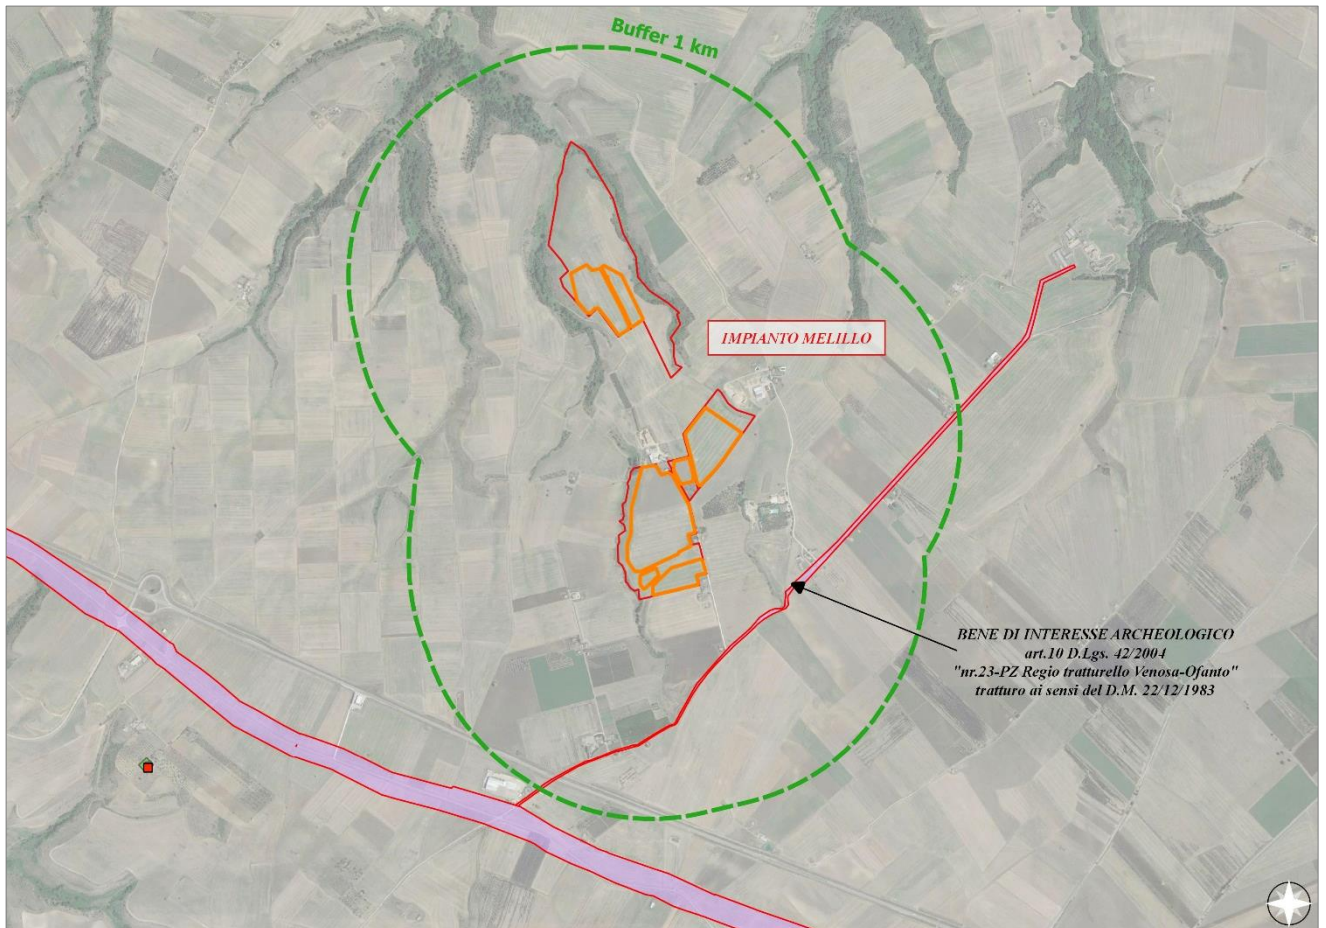 Buffer 1 km
IMPIANTO MELILLO
BENE DI INTERESSE ARCHEOLOGICO
art.10 D.Lgs. 42/2004
"nr.23-PZ Regio tratturello Venosa-Ofanto"
tratturo ai sensi del D.M. 22/12/1983